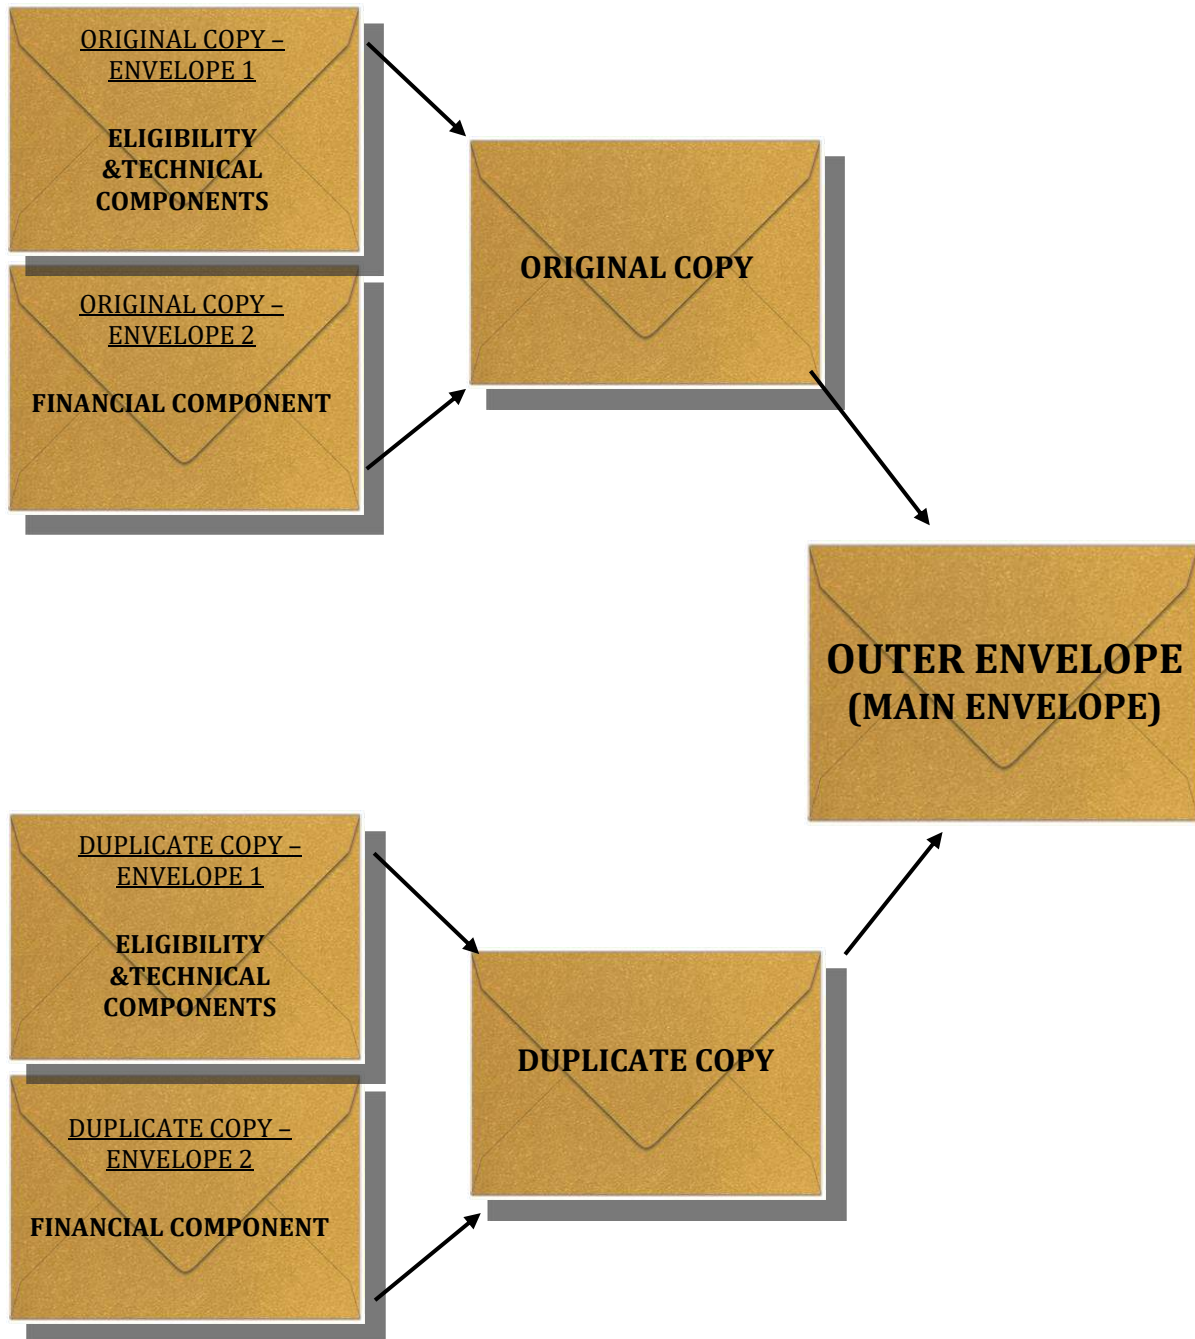 ORIGINAL COPY –
ENVELOPE 1
ELIGIBILITY
&TECHNICAL
COMPONENTS
ORIGINAL COPY –
ENVELOPE 2
FINANCIAL COMPONENT
ORIGINAL COPY
OUTER ENVELOPE
(MAIN ENVELOPE)
DUPLICATE COPY –
ENVELOPE 1
ELIGIBILITY
&TECHNICAL
COMPONENTS
DUPLICATE COPY –
ENVELOPE 2
FINANCIAL COMPONENT
DUPLICATE COPY